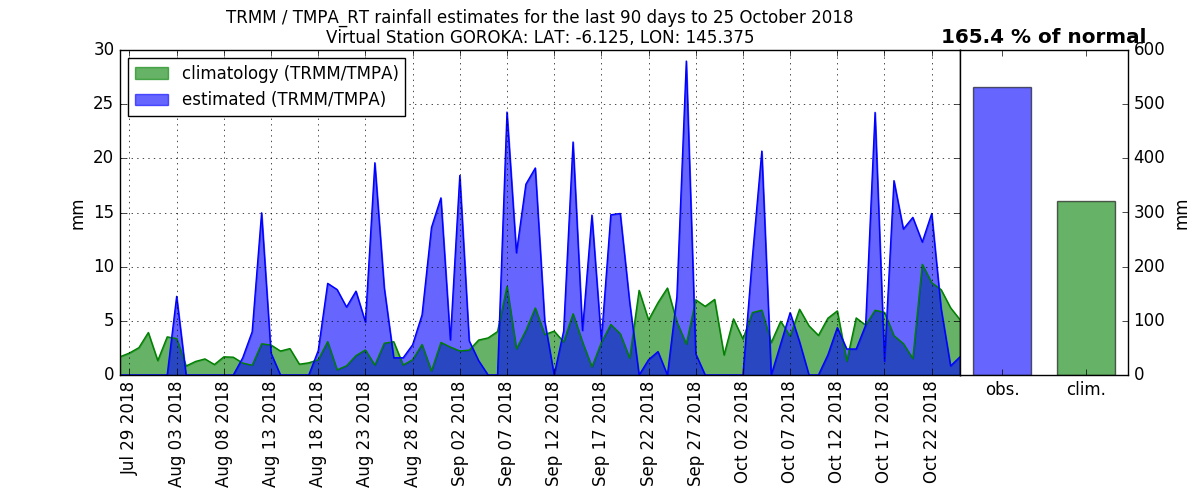 TRMM / TMPA_RT rainfall estimates for the last 90 days to 25 October 2018
Virtual Station GOROKA: LAT: -6.125, LON: 145.375
165.4 % of normal
climatology (TRMM/TMPA)
estimated (TRMM/TMPA)
30
25
20
15
10
5
0
mm
Jul 29 2018
Aug 03 2018
Aug 08 2018
Aug 13 2018
Aug 18 2018
Aug 23 2018
Aug 28 2018
Sep 02 2018
Sep 07 2018
Sep 12 2018
Sep 17 2018
Sep 22 2018
Sep 27 2018
Oct 02 2018
Oct 07 2018
Oct 12 2018
Oct 17 2018
Oct 22 2018
600
500
400
300
200
100
0
mm
obs.
clim.